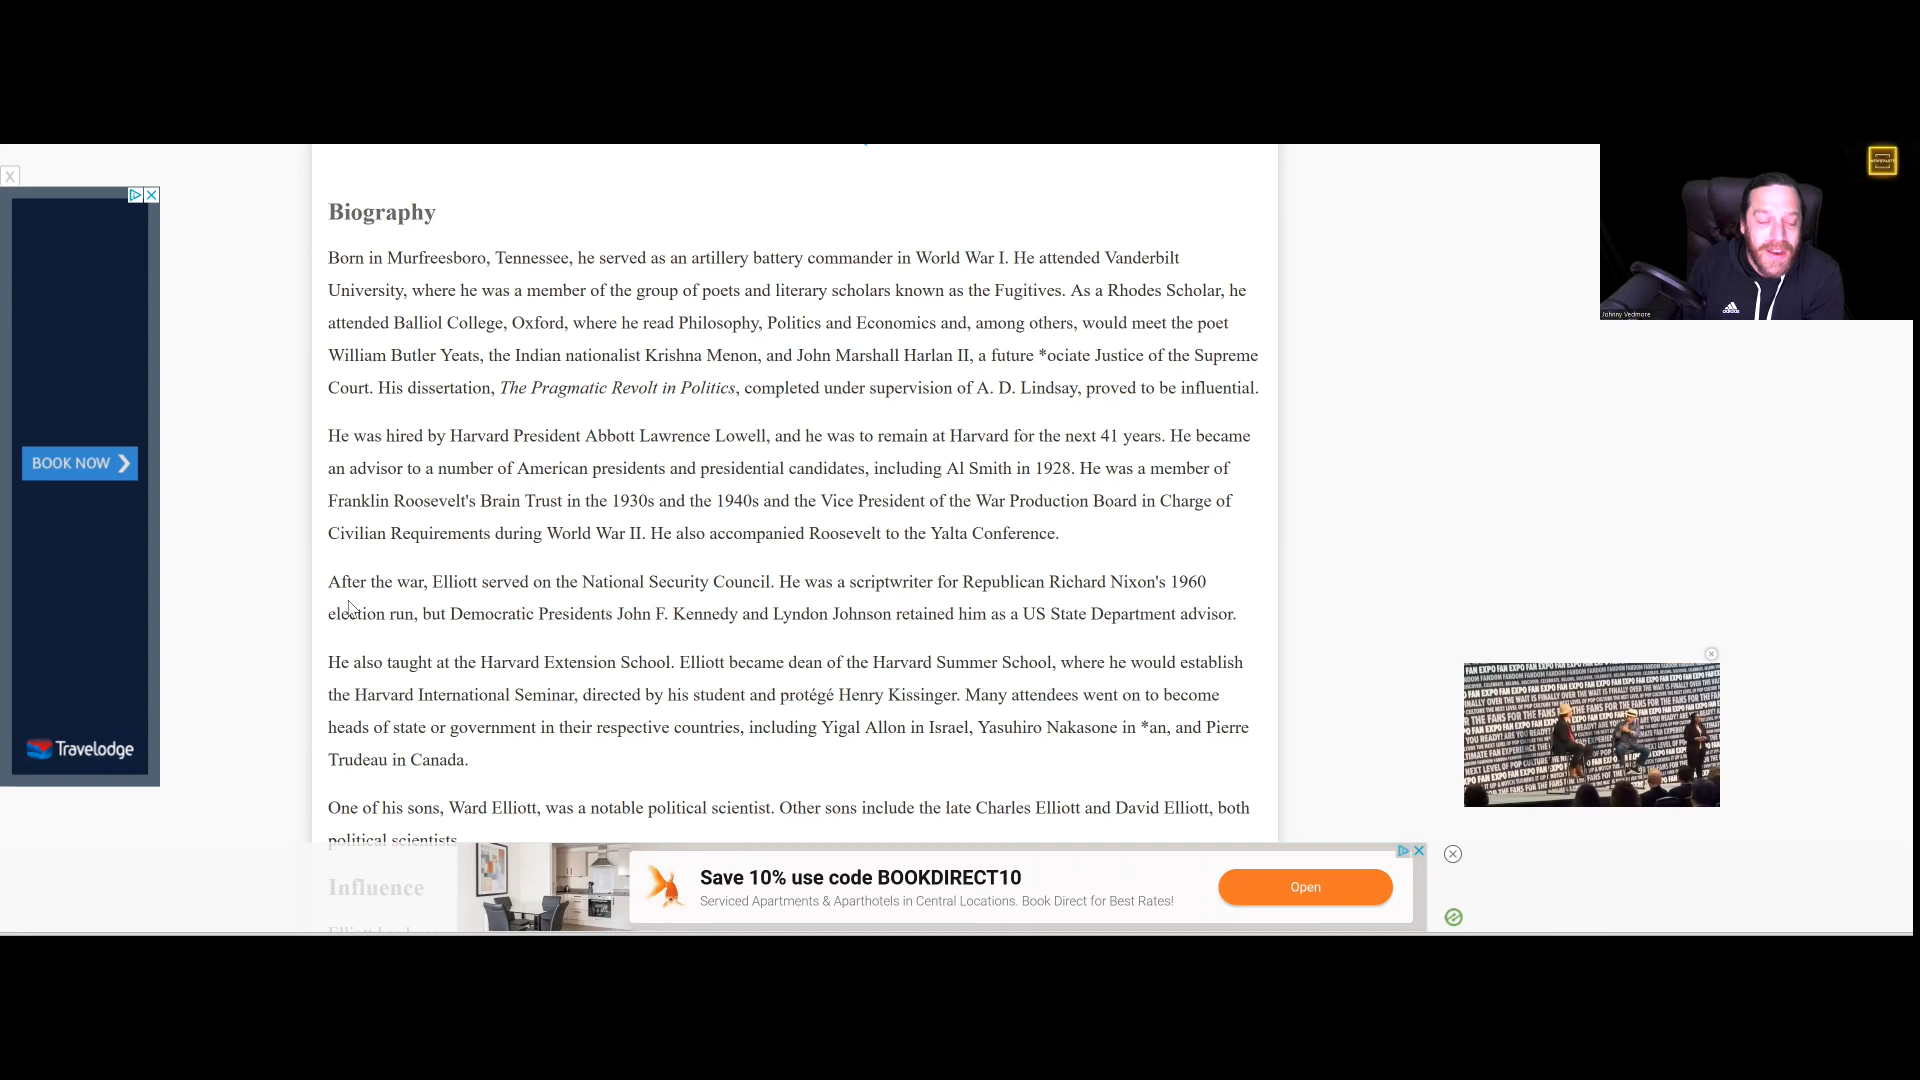 X
Biography
Born in Murfreesboro, Tennessee, he served as an artillery battery commander in World War I. He attended Vanderbilt
University, where he was a member of the group of poets and literary scholars known as the Fugitives. As a Rhodes Scholar, he
attended Balliol College, Oxford, where he read Philosophy, Politics and Economics and, among others, would meet the poet
William Butler Yeats, the Indian nationalist Krishna Menon, and John Marshall Harlan II, a future *ociate Justice of the Supreme
Court. His dissertation, The Pragmatic Revolt in Politics, completed under supervision of A. D. Lindsay, proved to be influential.
He was hired by Harvard President Abbott Lawrence Lowell, and he was to remain at Harvard for the next 41 years. He became
an advisor to a number of American presidents and presidential candidates, including Al Smith in 1928. He was a member of
Franklin Roosevelt's Brain Trust in the 1930s and the 1940s and the Vice President of the War Production Board in Charge of
Civilian Requirements during World War II. He also accompanied Roosevelt to the Yalta Conference.
After the war, Elliott served on the National Security Council. He was a scriptwriter for Republican Richard Nixon's 1960
election run, but Democratic Presidents John F. Kennedy and Lyndon Johnson retained him as a US State Department advisor.
He also taught at the Harvard Extension School. Elliott became dean of the Harvard Summer School, where he would establish
the Harvard International Seminar, directed by his student and protégé Henry Kissinger. Many attendees went on to become
heads of state or government in their respective countries, including Yigal Allon in Israel, Yasuhiro Nakasone in *an, and Pierre
Trudeau in Canada.
One of his sons, Ward Elliott, was a notable political scientist. Other sons include the late Charles Elliott and David Elliott, both
political scientists.
Influence
BOOK NOW
Travelodge
Save 10% use code BOOKDIRECT10
Serviced Apartments & Aparthotels in Central Locations. Book Direct for Best Rates!
Open
Johnny Vedmore
adidas
FAN EXPO FAN EXPO FAN EXPO FANDOM FANDOM